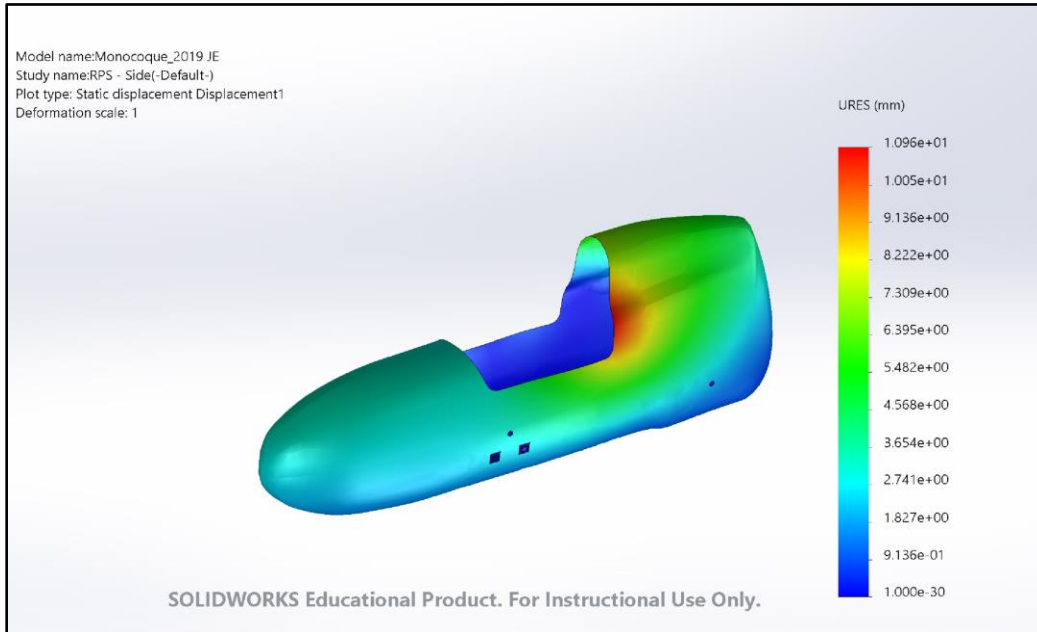 Model name:Monocoque_2019 JE
Study name:RPS - Side(-Default-)
Plot type: Static displacement Displacement1
Deformation scale: 1
URES (mm)
1.096e+01
1.005e+01
9.136e+00
8.222e+00
7.309e+00
6.395e+00
5.482e+00
4.568e+00
3.654e+00
2.741e+00
1.827e+00
9.136e-01
1.000e-30
SOLIDWORKS Educational Product. For Instructional Use Only.